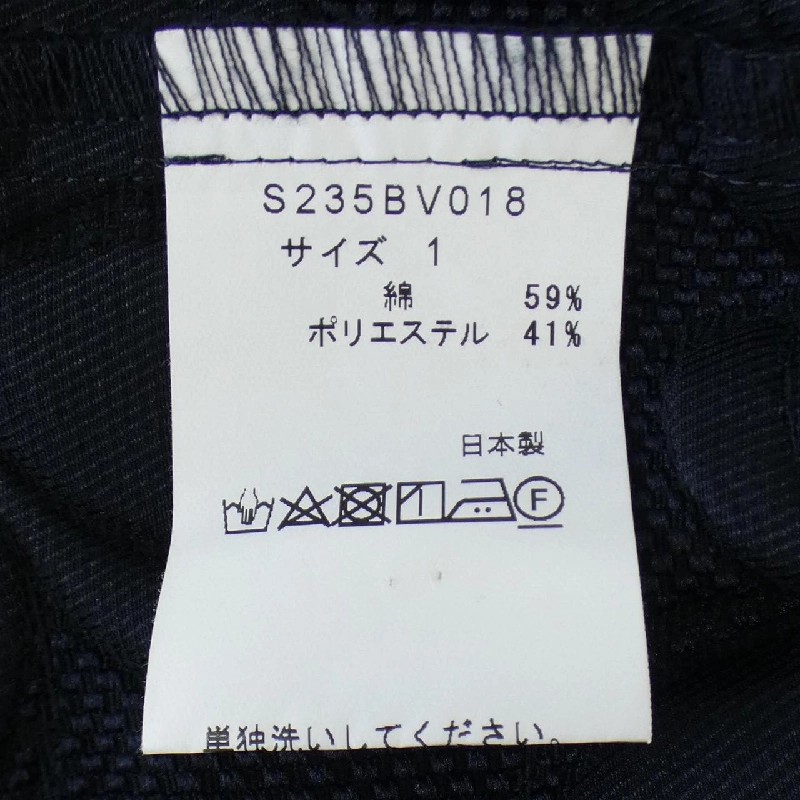 S235BV018
サイズ 1
綿 59%
ポリエステル 41%
日本製
F
単独洗いしてください。